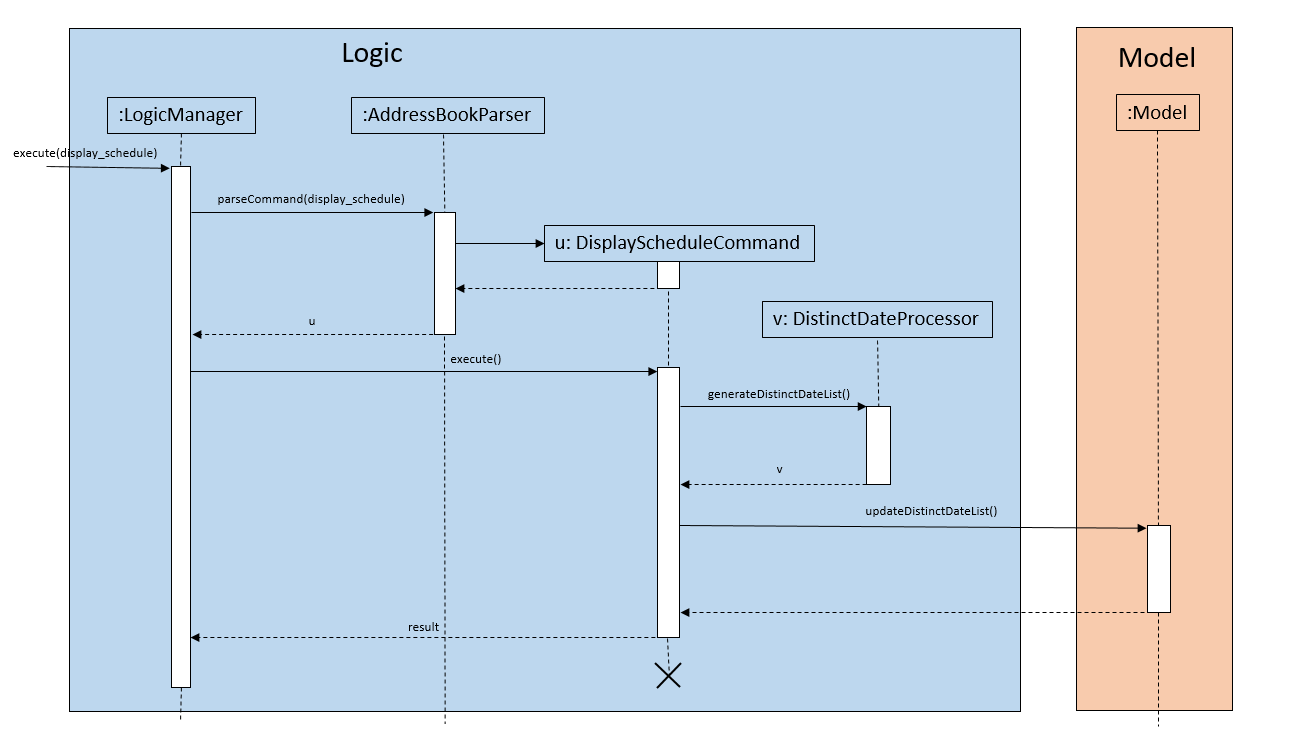 Logic
Model
:LogicManager
:AddressBookParser
:Model
execute(display_schedule)
parseCommand(display_schedule)
u: DisplayScheduleCommand
v: DistinctDateProcessor
u
execute()
generateDistinctDateList()
v
updateDistinctDateList()
result